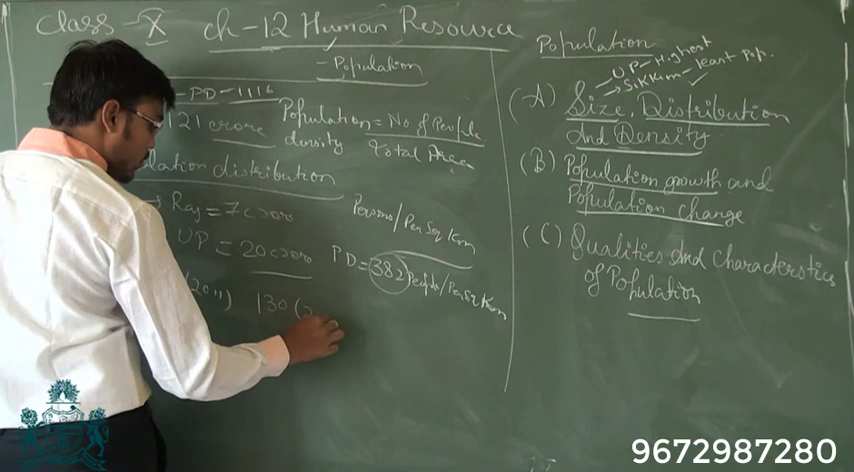 Class - X ch-12 Human Resource
- Population
- PD - 1116
121 crore
Population density = No of People / Total Area
lation distribution
→ Raj = 7 crore
UP = 20 crore
Persons / Per Sq Km
PD = 382 People / Per Sq Km
(2011) 130 (
Population
UP - Highest
→ Sikkim - least Pop.
(A) Size, Distribution
And Density
(B) Population growth and
Population change
(C) Qualities And Characterstics
of Population
9672987280